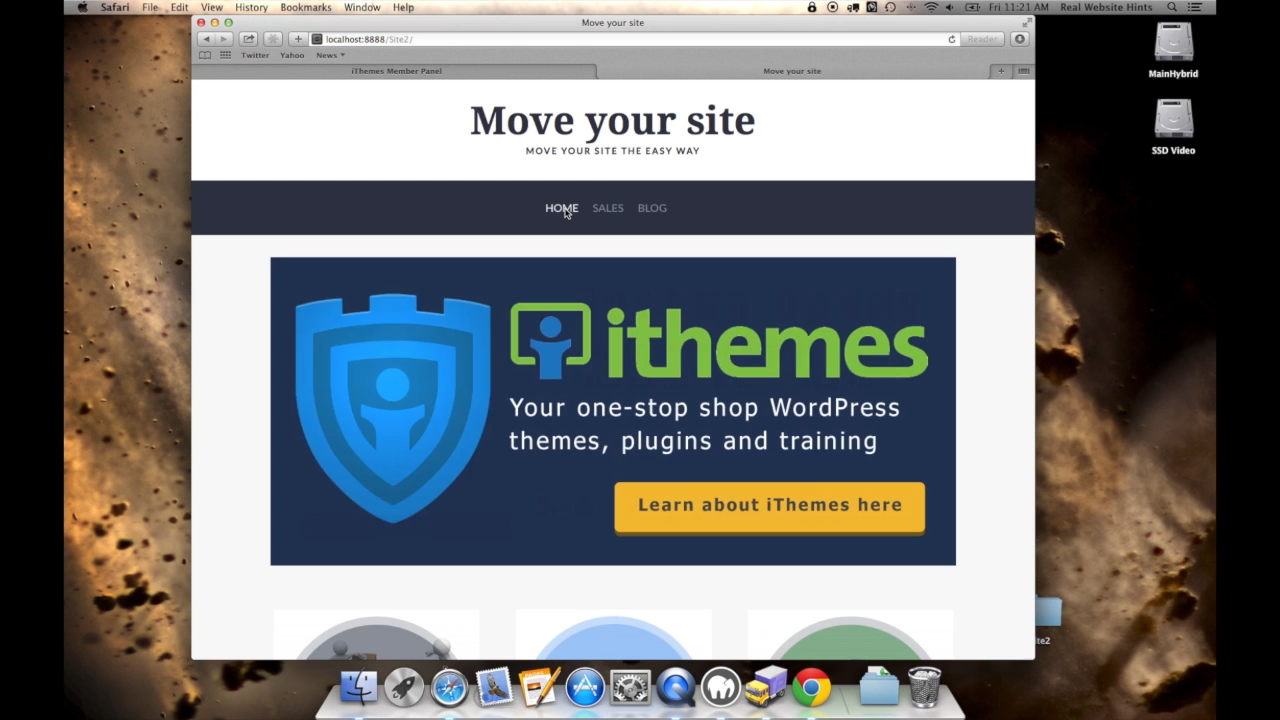 Safari File Edit View History Bookmarks Window Help Fri 11:21 AM Real Website Hints
Move your site
localhost:8888/Site2/ Reader
Twitter Yahoo News
iThemes Member Panel Move your site
MainHybrid
SSD Video
Move your site
MOVE YOUR SITE THE EASY WAY
HOME SALES BLOG
ithemes
Your one-stop shop WordPress
themes, plugins and training
Learn about iThemes here
ite2